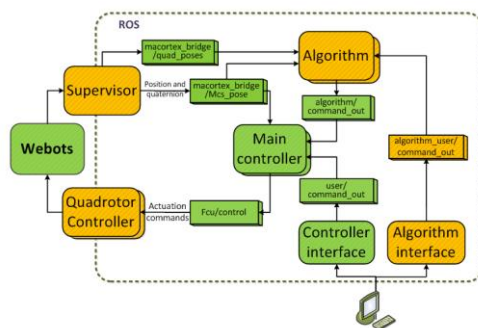 ROS
macortex_bridge
/quad_poses
Algorithm
Supervisor
Position and
quaternion
macortex_bridge
/Mcs_pose
algorithm/
command_out
algorithm_user/
command_out
Webots
Main
controller
user/
command_out
Quadrotor
Controller
Actuation
commands
Fcu/control
Controller
interface
Algorithm
interface